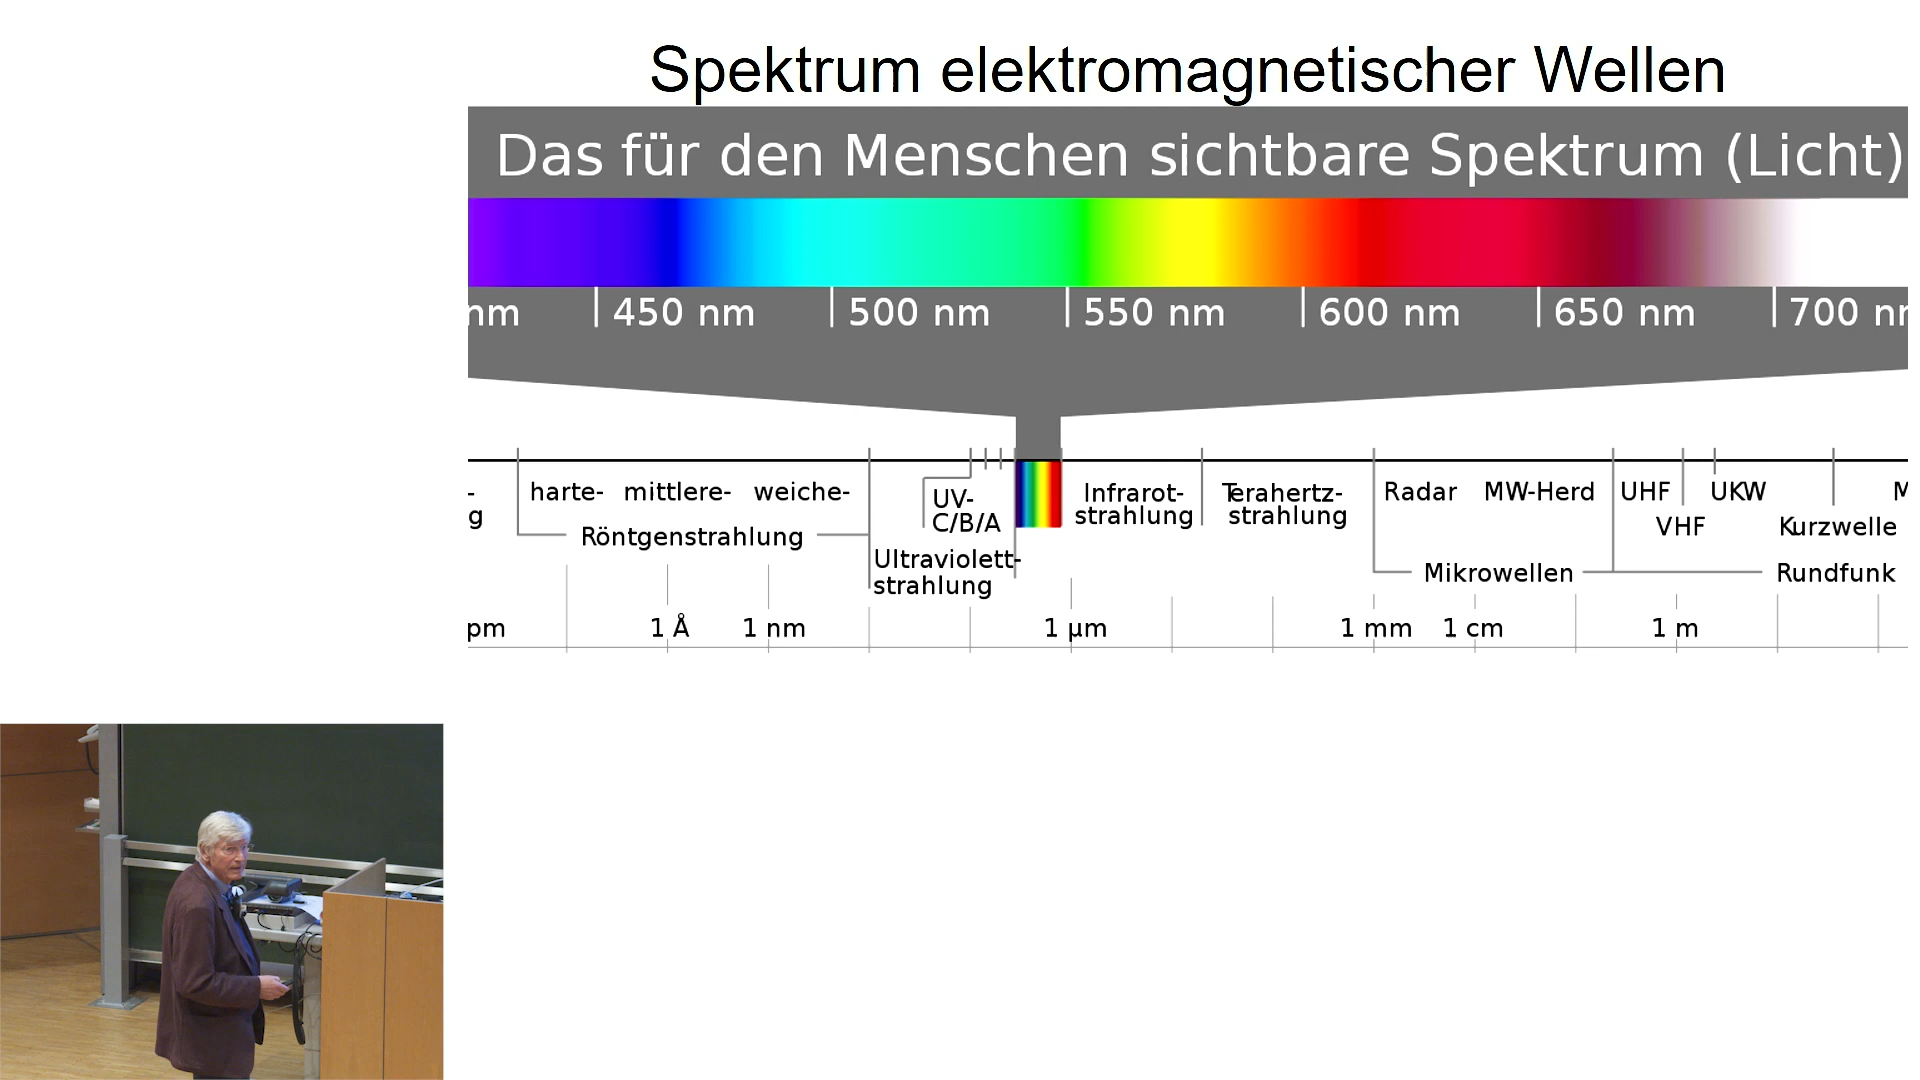 Spektrum elektromagnetischer Wellen
Das für den Menschen sichtbare Spektrum (Licht)
nm 450 nm 500 nm 550 nm 600 nm 650 nm 700 n
- harte- mittlere- weiche- UV- Infrarot- Terahertz- Radar MW-Herd UHF UKW M
g C/B/A strahlung strahlung VHF Kurzwelle
Röntgenstrahlung
Ultraviolett-
strahlung Mikrowellen Rundfunk
pm 1 Å 1 nm 1 µm 1 mm 1 cm 1 m